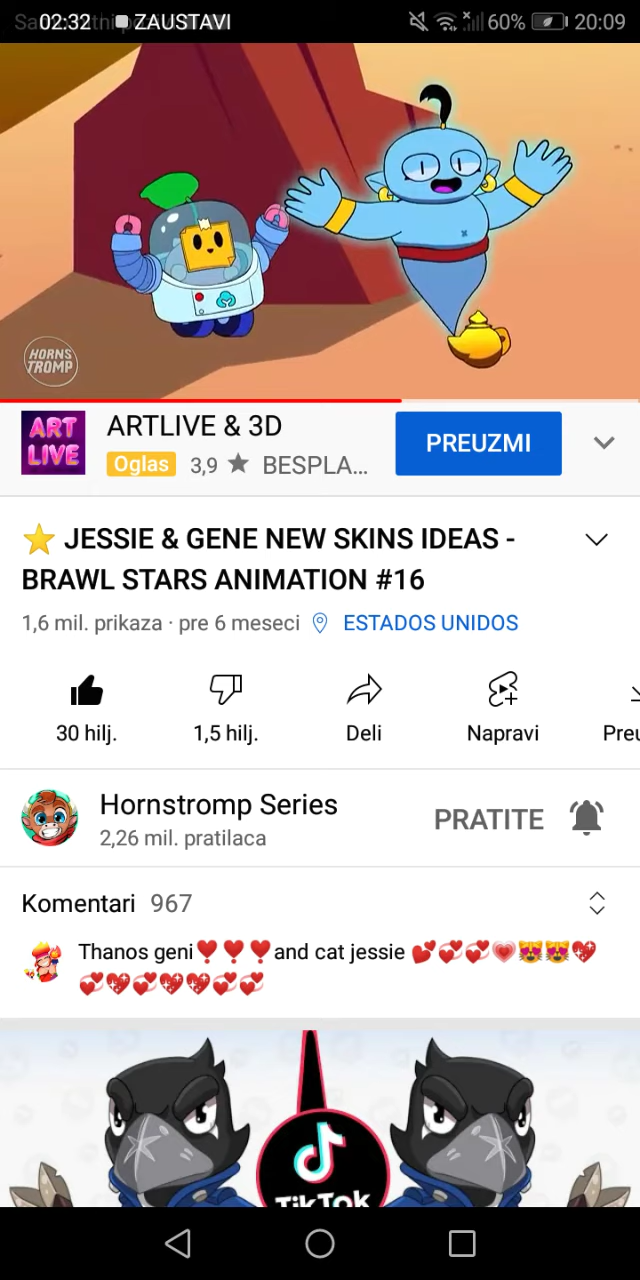 02:32 ZAUSTAVI
60% 20:09
HORNS
TROMP
ART
LIVE
ARTLIVE & 3D
Oglas 3,9 ★ BESPLA...
PREUZMI
⭐ JESSIE & GENE NEW SKINS IDEAS -
BRAWL STARS ANIMATION #16
1,6 mil. prikaza · pre 6 meseci ESTADOS UNIDOS
30 hilj.
1,5 hilj.
Deli
Napravi
Preu
Hornstromp Series
2,26 mil. pratilaca
PRATITE
Komentari 967
Thanos geni❣❣❣and cat jessie 💕💞💞💗😻😻💖
💞💖💞💖💖💞💞
TikTok